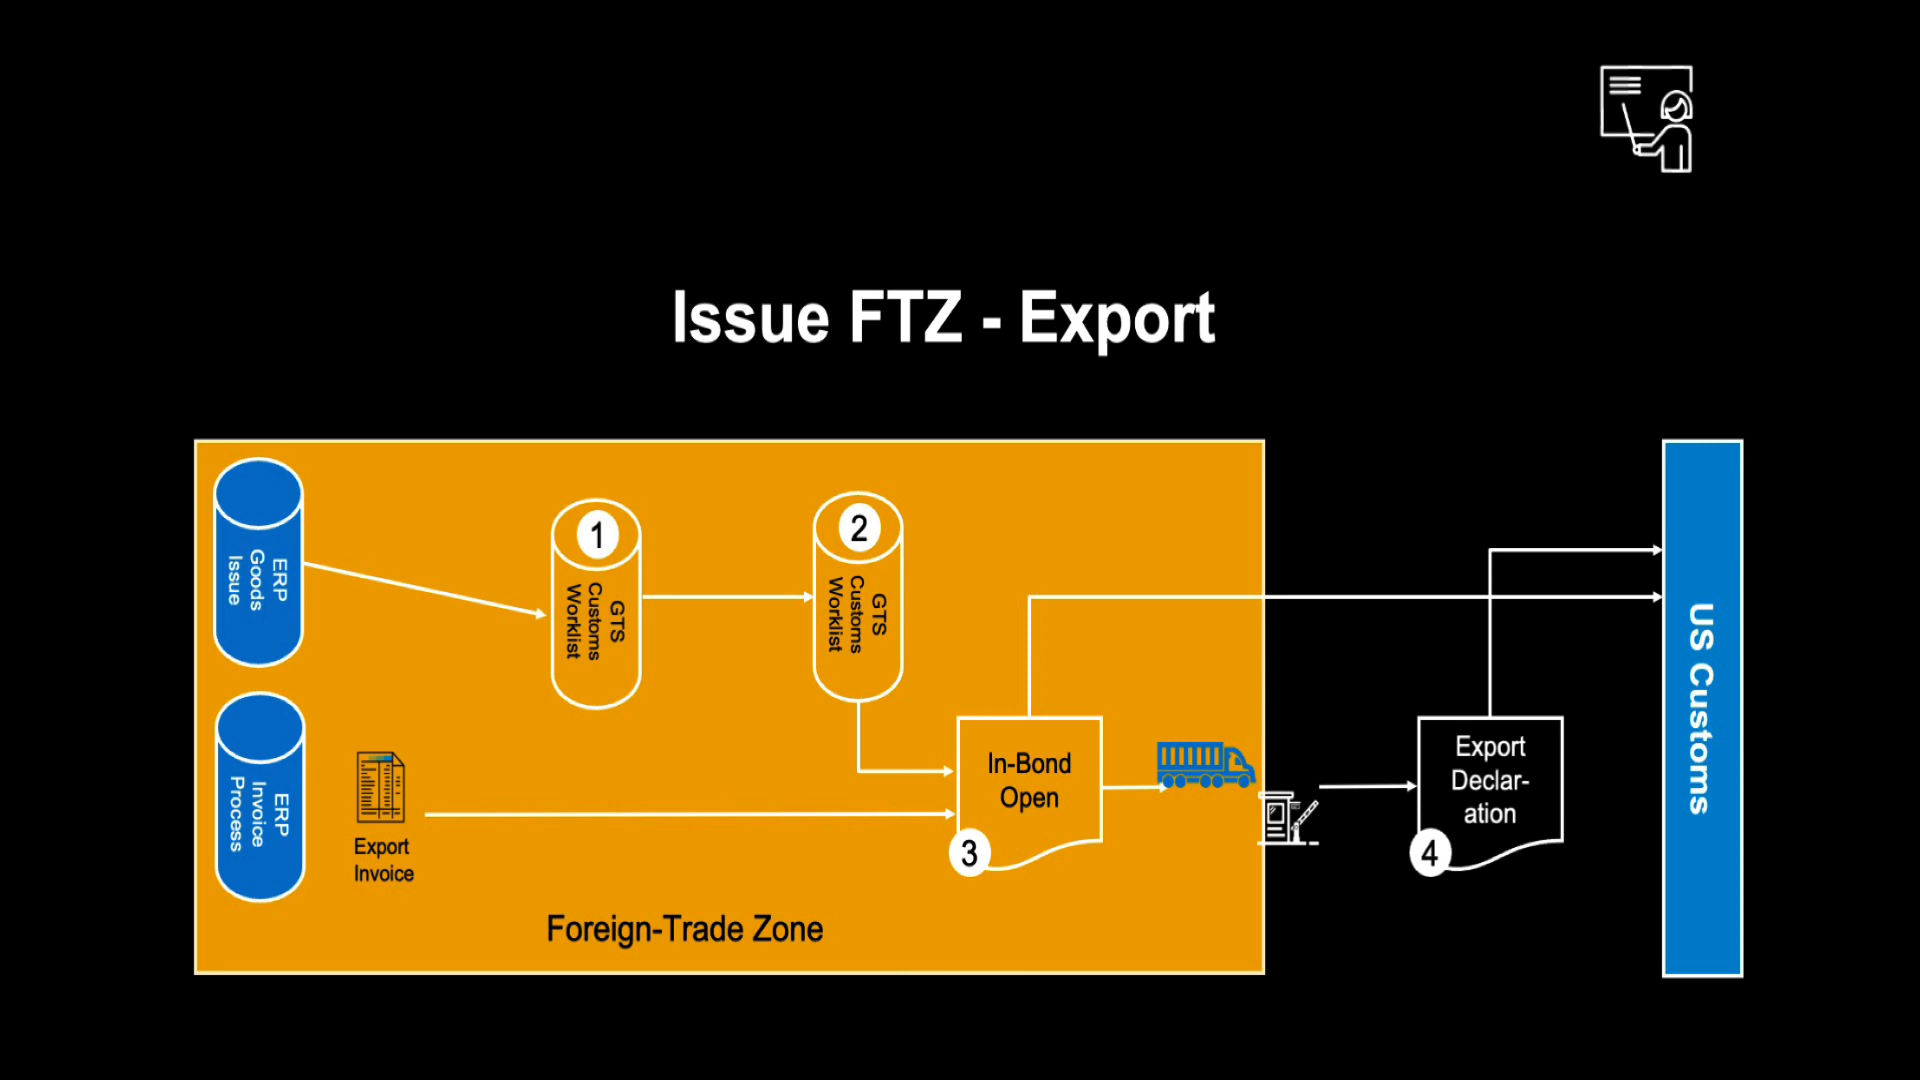 Issue FTZ - Export
ERP
Goods
Issue
1
GTS
Customs
Worklist
2
GTS
Customs
Worklist
ERP
Invoice
Process
Export
Invoice
In-Bond
Open
3
Export
Declar-
ation
4
US Customs
Foreign-Trade Zone